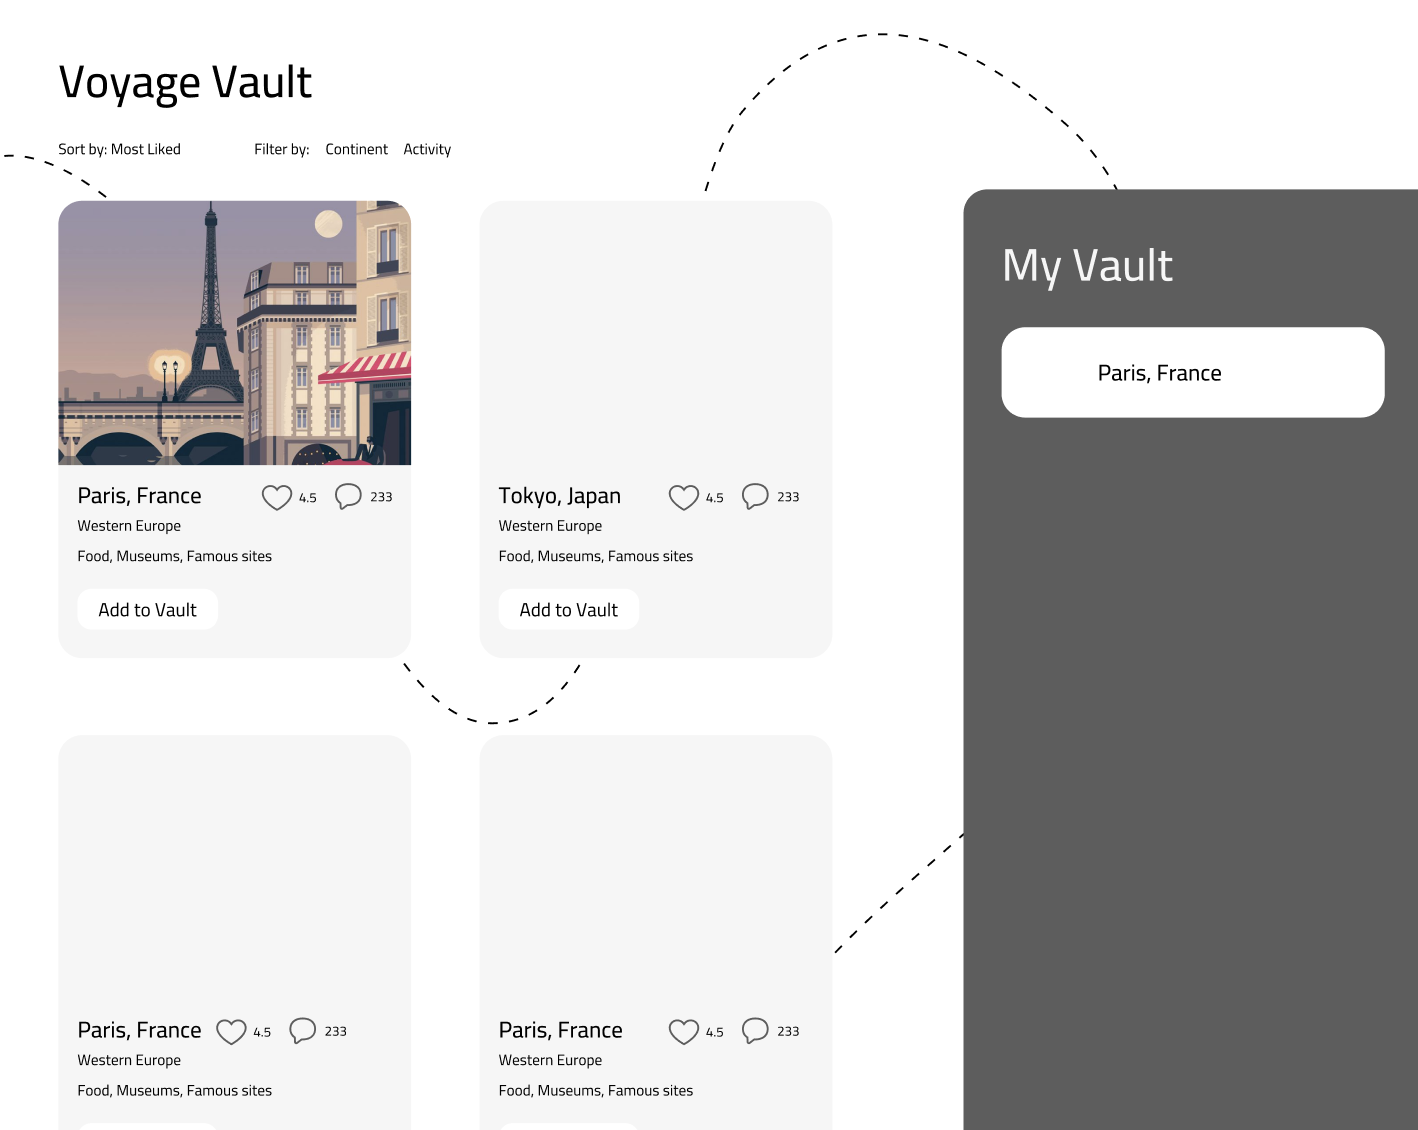 Voyage Vault
Sort by: Most Liked
Filter by: Continent Activity
Paris, France 4.5 233
Western Europe
Food, Museums, Famous sites
Add to Vault
Tokyo, Japan 4.5 233
Western Europe
Food, Museums, Famous sites
Add to Vault
Paris, France 4.5 233
Western Europe
Food, Museums, Famous sites
Paris, France 4.5 233
Western Europe
Food, Museums, Famous sites
My Vault
Paris, France